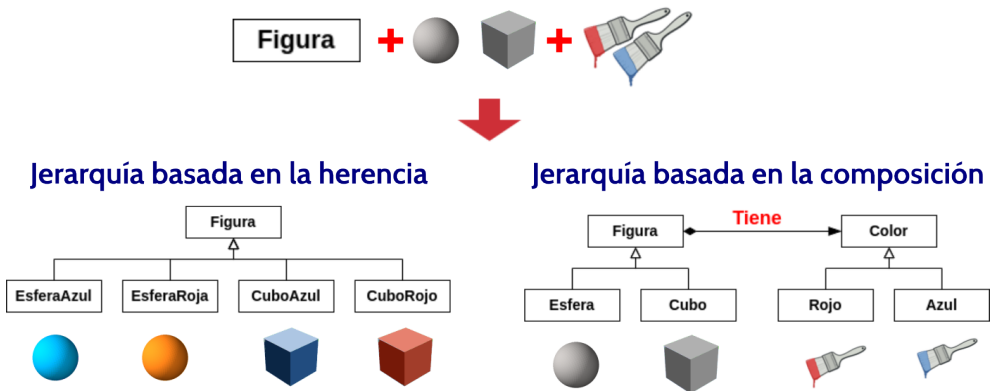 Figura
Jerarquía basada en la herencia
Jerarquía basada en la composición
Figura
EsferaAzul
EsferaRoja
CuboAzul
CuboRojo
Figura
Tiene
Color
Esfera
Cubo
Rojo
Azul